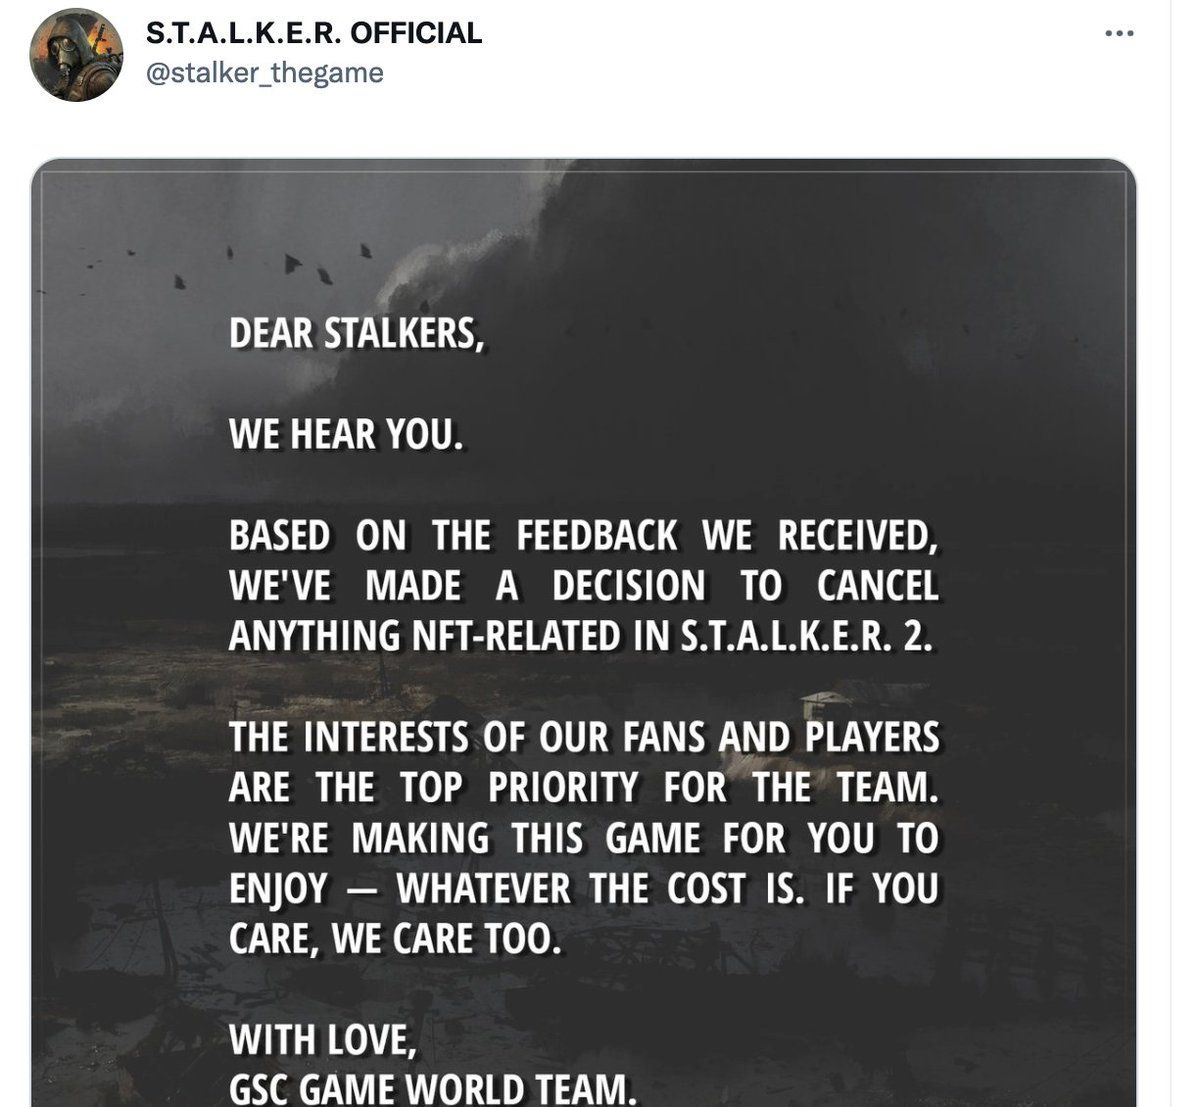 S.T.A.L.K.E.R. OFFICIAL
@stalker_thegame
DEAR STALKERS,
WE HEAR YOU.
BASED ON THE FEEDBACK WE RECEIVED,
WE'VE MADE A DECISION TO CANCEL
ANYTHING NFT-RELATED IN S.T.A.L.K.E.R. 2.
THE INTERESTS OF OUR FANS AND PLAYERS
ARE THE TOP PRIORITY FOR THE TEAM.
WE'RE MAKING THIS GAME FOR YOU TO
ENJOY — WHATEVER THE COST IS. IF YOU
CARE, WE CARE TOO.
WITH LOVE,
GSC GAME WORLD TEAM.